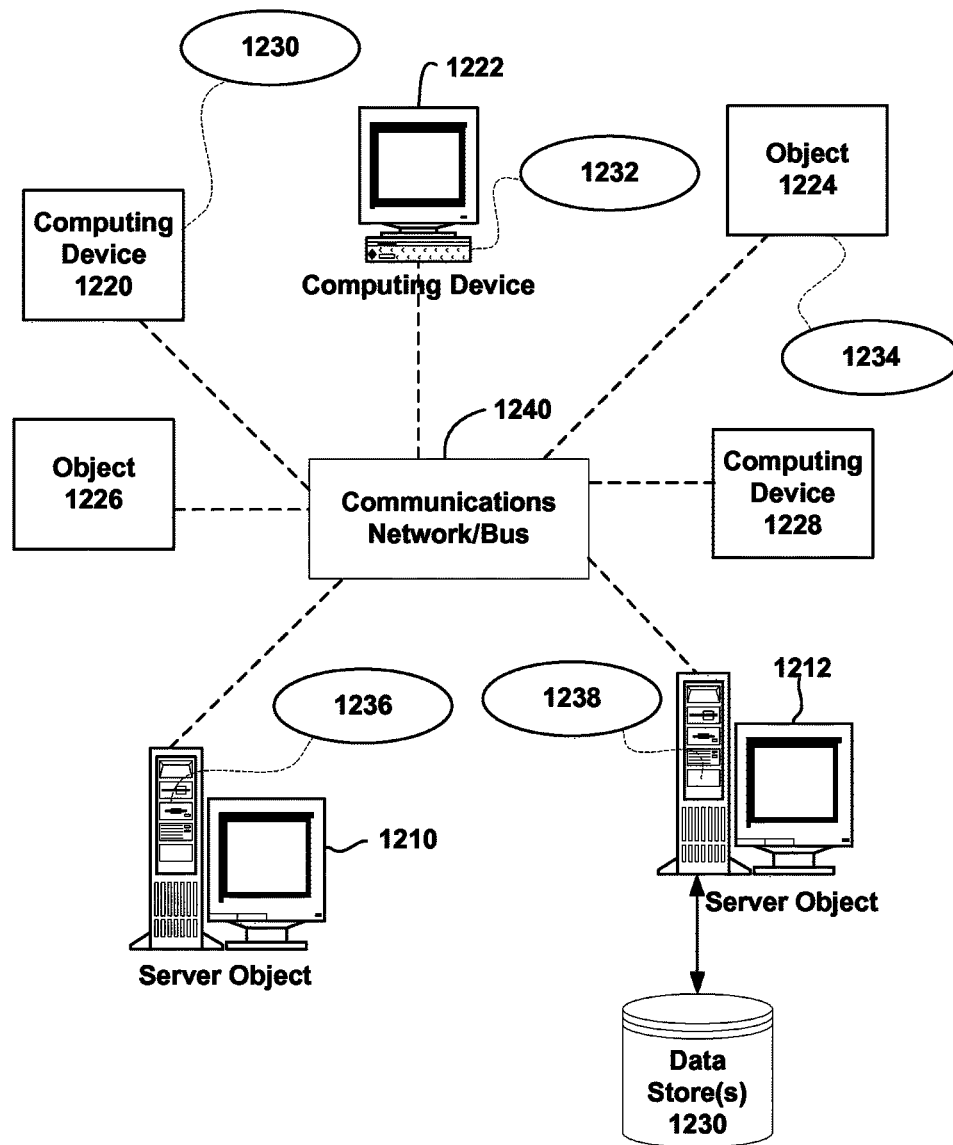 1230
1222
Object
1224
1232
Computing
Device
1220
Computing Device
1234
1240
Object
1226
Communications
Network/Bus
Computing
Device
1228
1212
1236
1238
1210
Server Object
Server Object
Data
Store(s)
1230